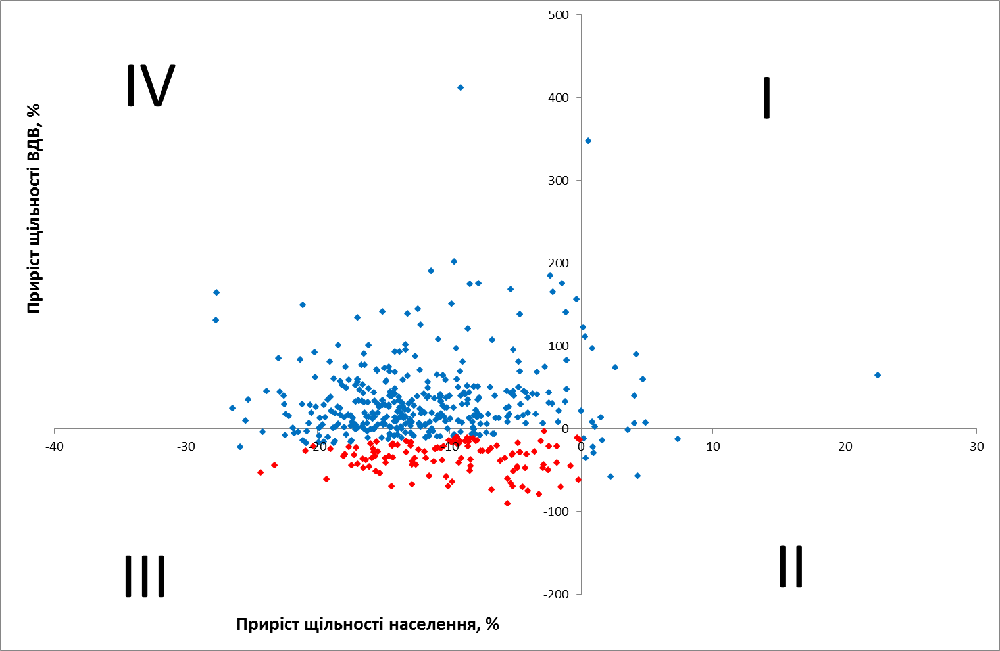 500
IV
I
400
Приріст щільності ВДВ, %
300
200
100
0
-40 -30 -20 -10 0 10 20 30
-100
III
II
-200
Приріст щільності населення, %